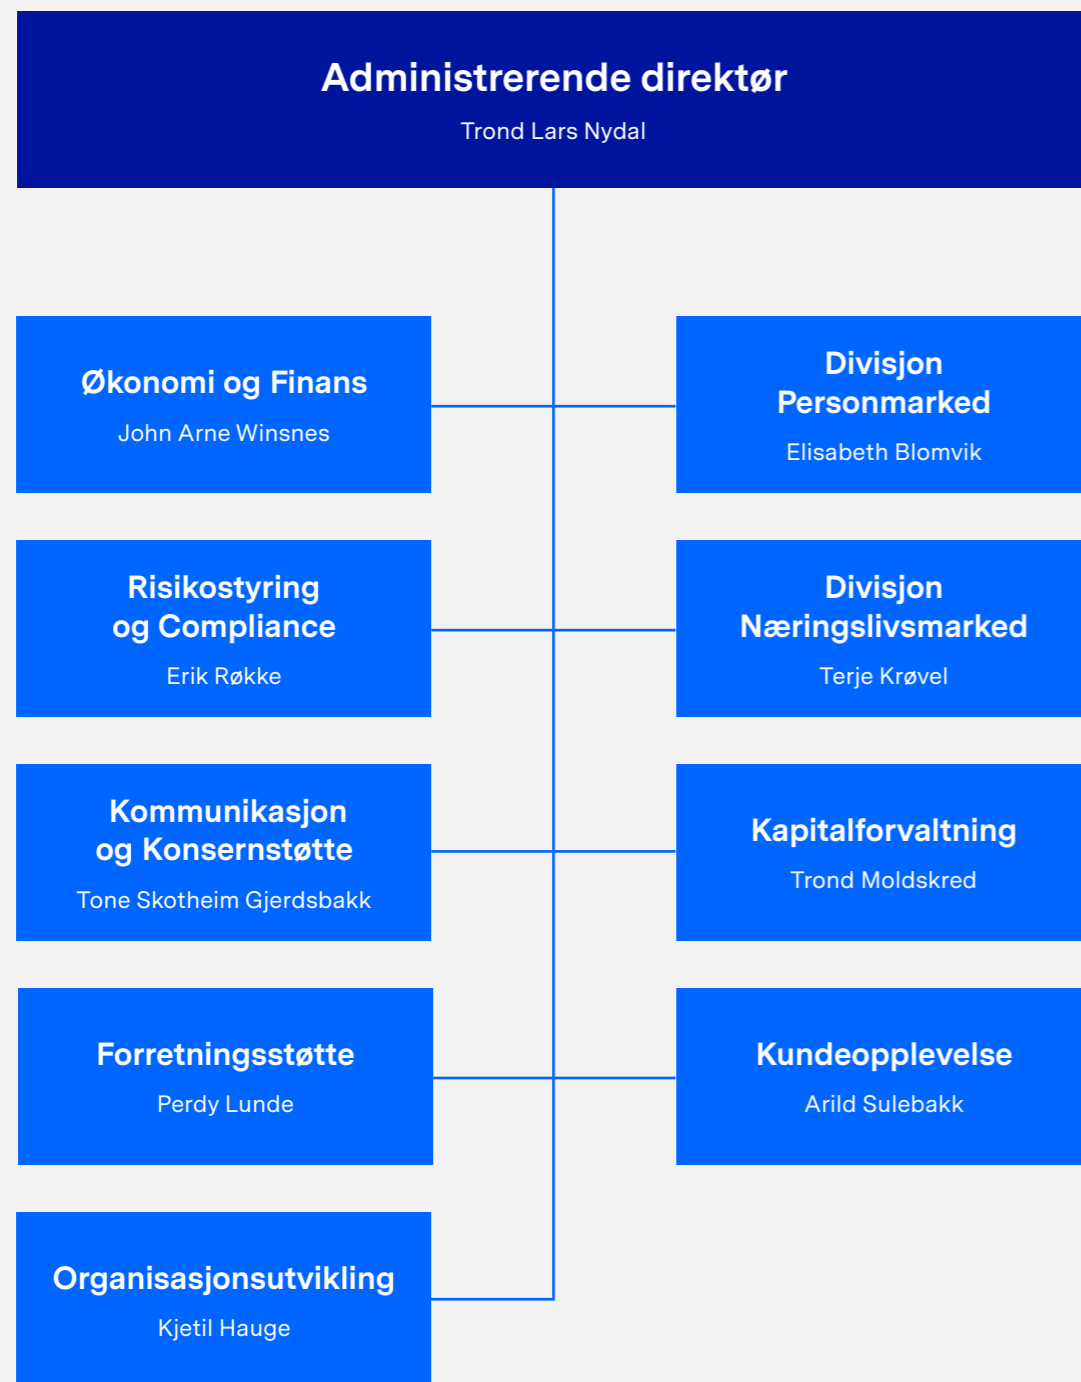 Administrerende direktør
Trond Lars Nydal
Økonomi og Finans
John Arne Winsnes
Divisjon
Personmarked
Elisabeth Blomvik
Risikostyring
og Compliance
Erik Røkke
Divisjon
Næringslivsmarked
Terje Krøvel
Kommunikasjon
og Konsernstøtte
Tone Skotheim Gjerdsbakk
Kapitalforvaltning
Trond Moldskred
Forretningsstøtte
Perdy Lunde
Kundeopplevelse
Arild Sulebakk
Organisasjonsutvikling
Kjetil Hauge